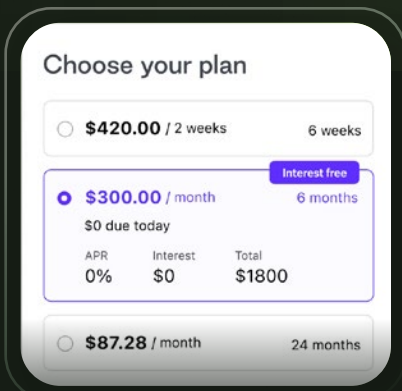 Choose your plan
$420.00 / 2 weeks 6 weeks
Interest free
$300.00 / month 6 months
$0 due today
APR Interest Total
0% $0 $1800
$87.28 / month 24 months